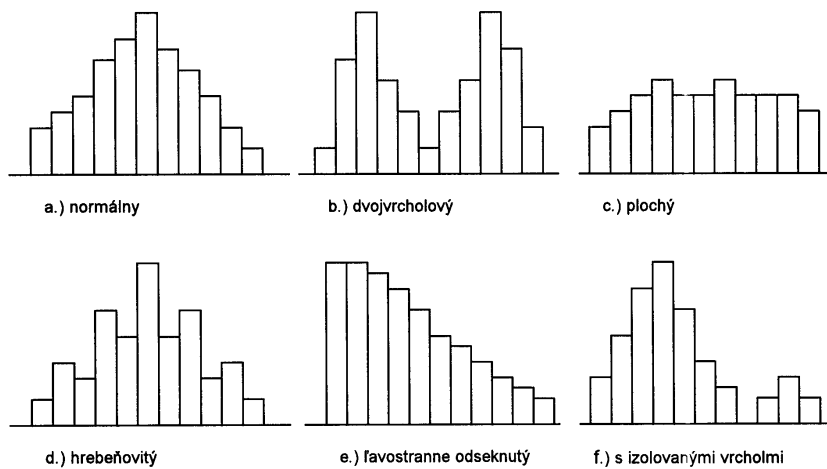 a.) normálny
b.) dvojvrcholový
c.) plochý
d.) hrebeňovitý
e.) ľavostranne odseknutý
f.) s izolovanými vrcholmi